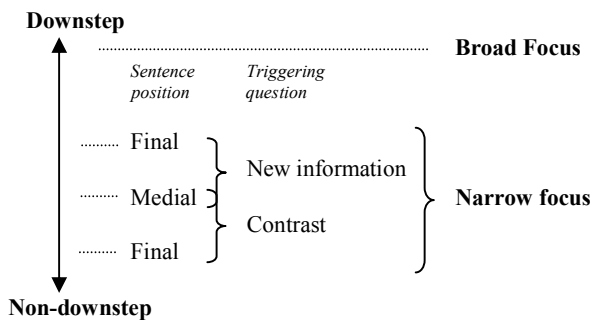 Downstep
Broad Focus
Sentence position
Triggering question
Final
New information
Medial
Narrow focus
Contrast
Final
Non-downstep